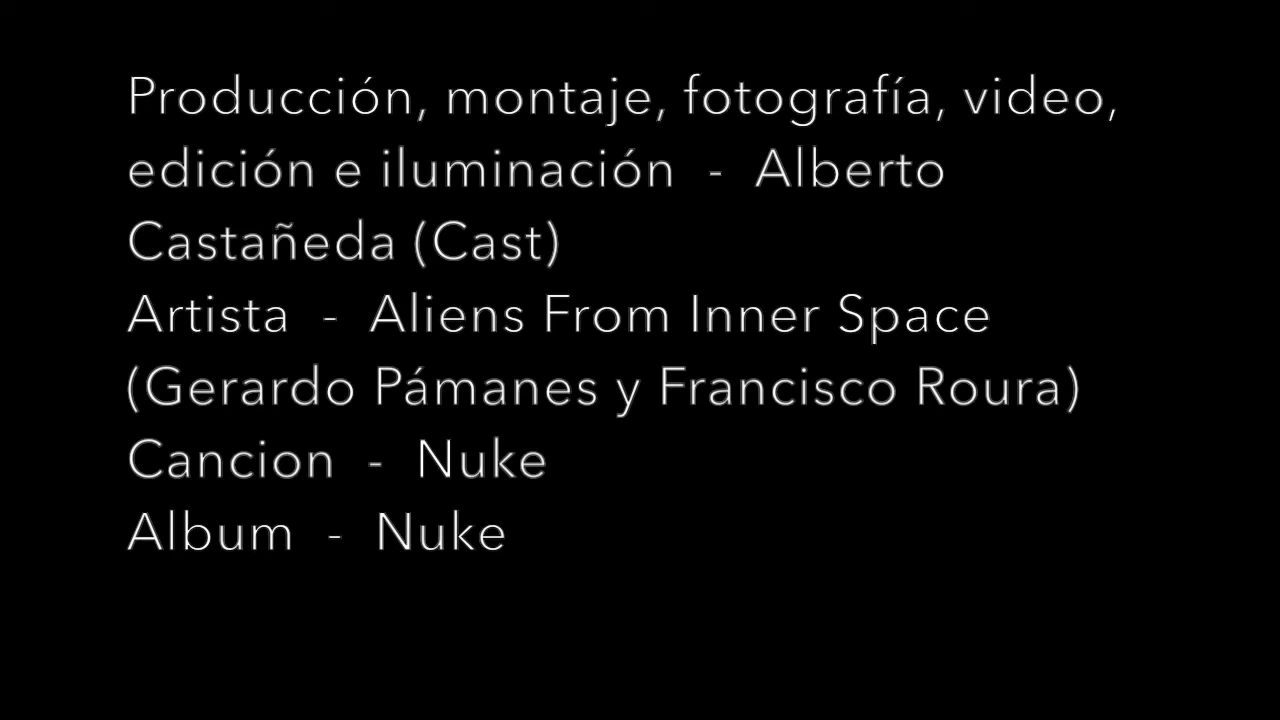 Producción, montaje, fotografía, video,
edición e iluminación - Alberto
Castañeda (Cast)
Artista - Aliens From Inner Space
(Gerardo Pámanes y Francisco Roura)
Cancion - Nuke
Album - Nuke